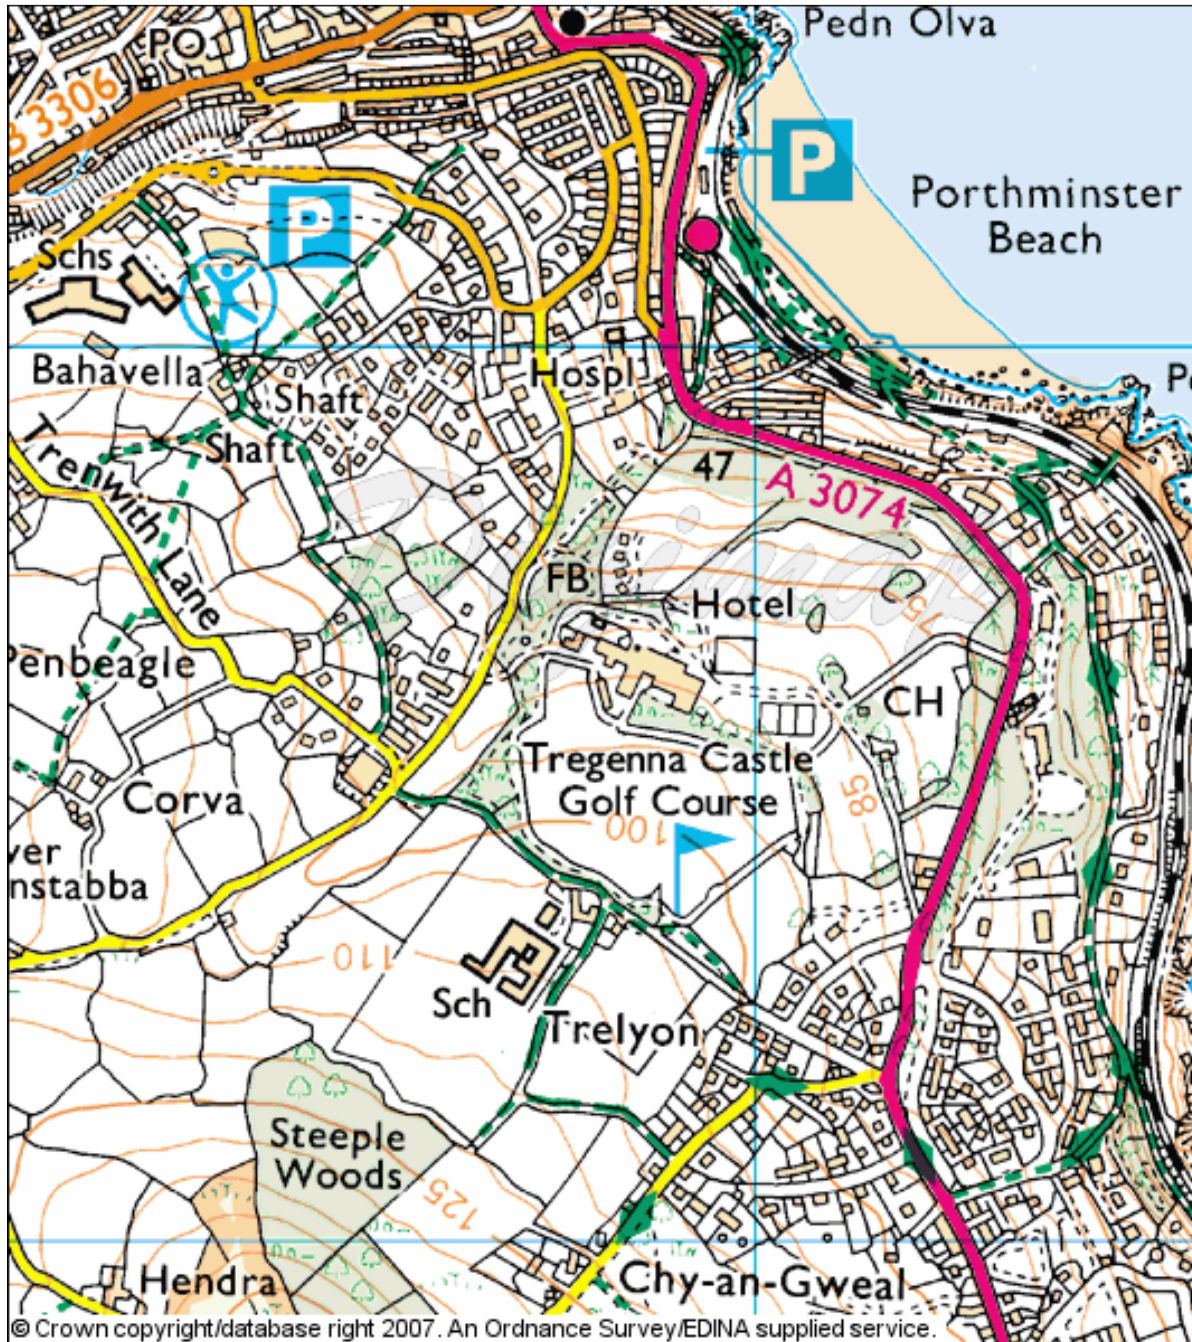 Pedn Olva
PO
B 3306
P
Porthminster
Beach
P
Schs
Bahavella
Hospl
Shaft
Shaft
47
A 3074
Trenwith Lane
FB
Hotel
75
Penbeagle
CH
Tregenna Castle
Golf Course
Corva
85
100
ver
nstabba
110
Sch
Trelyon
Steeple
Woods
125
Hendra
Chy-an-Gweal
© Crown copyright/database right 2007. An Ordnance Survey/EDINA supplied service.